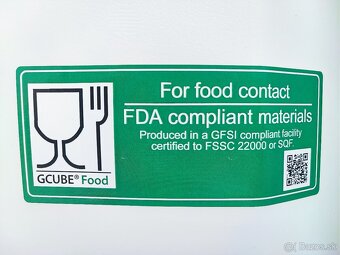 For food contact
FDA compliant materials
Produced in a GFSI compliant facility
certified to FSSC 22000 or SQF.
GCUBE® Food
© Bazos.sk